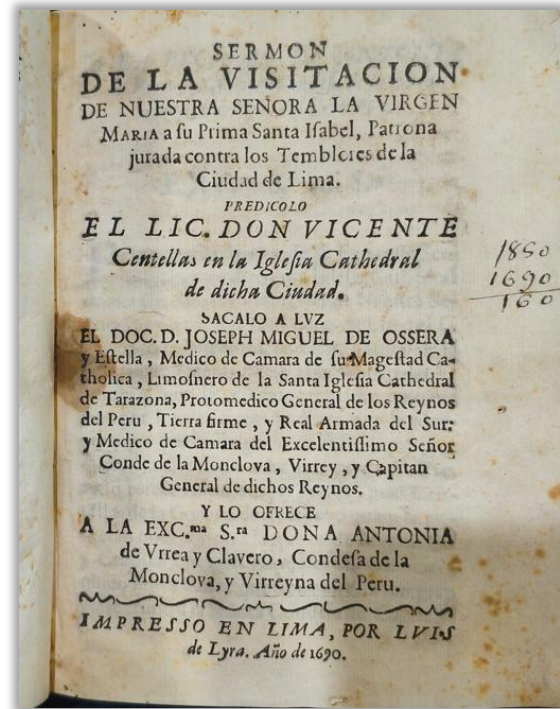 SERMON
DE LA VISITACION
DE NUESTRA SENORA LA VIRGEN
MARIA a ſu Prima Santa Iſabel, Patrona
jurada contra los Temblores de la
Ciudad de Lima.
PREDICOLO
EL LIC. DON VICENTE
Centellas en la Igleſia Cathedral
de dicha Ciudad.
SACALO A LVZ
EL DOC. D. JOSEPH MIGUEL DE OSSERA
y Eſtella, Medico de Camara de ſu Mageſtad Ca-
tholica, Limoſnero de la Santa Igleſia Cathedral
de Tarazona, Protomedico General de los Reynos
del Peru, Tierra firme, y Real Armada del Sur:
y Medico de Camara del Excelentiſſimo Señor
Conde de la Monclova, Virrey, y Capitan
General de dichos Reynos.
Y LO OFRECE
A LA EXC.ma S.ra DONA ANTONIA
de Vrrea y Clavero, Condeſa de la
Monclova, y Virreyna del Peru.
IMPRESSO EN LIMA, POR LVIS
de Lyra. Año de 1690.
1850
1690
160